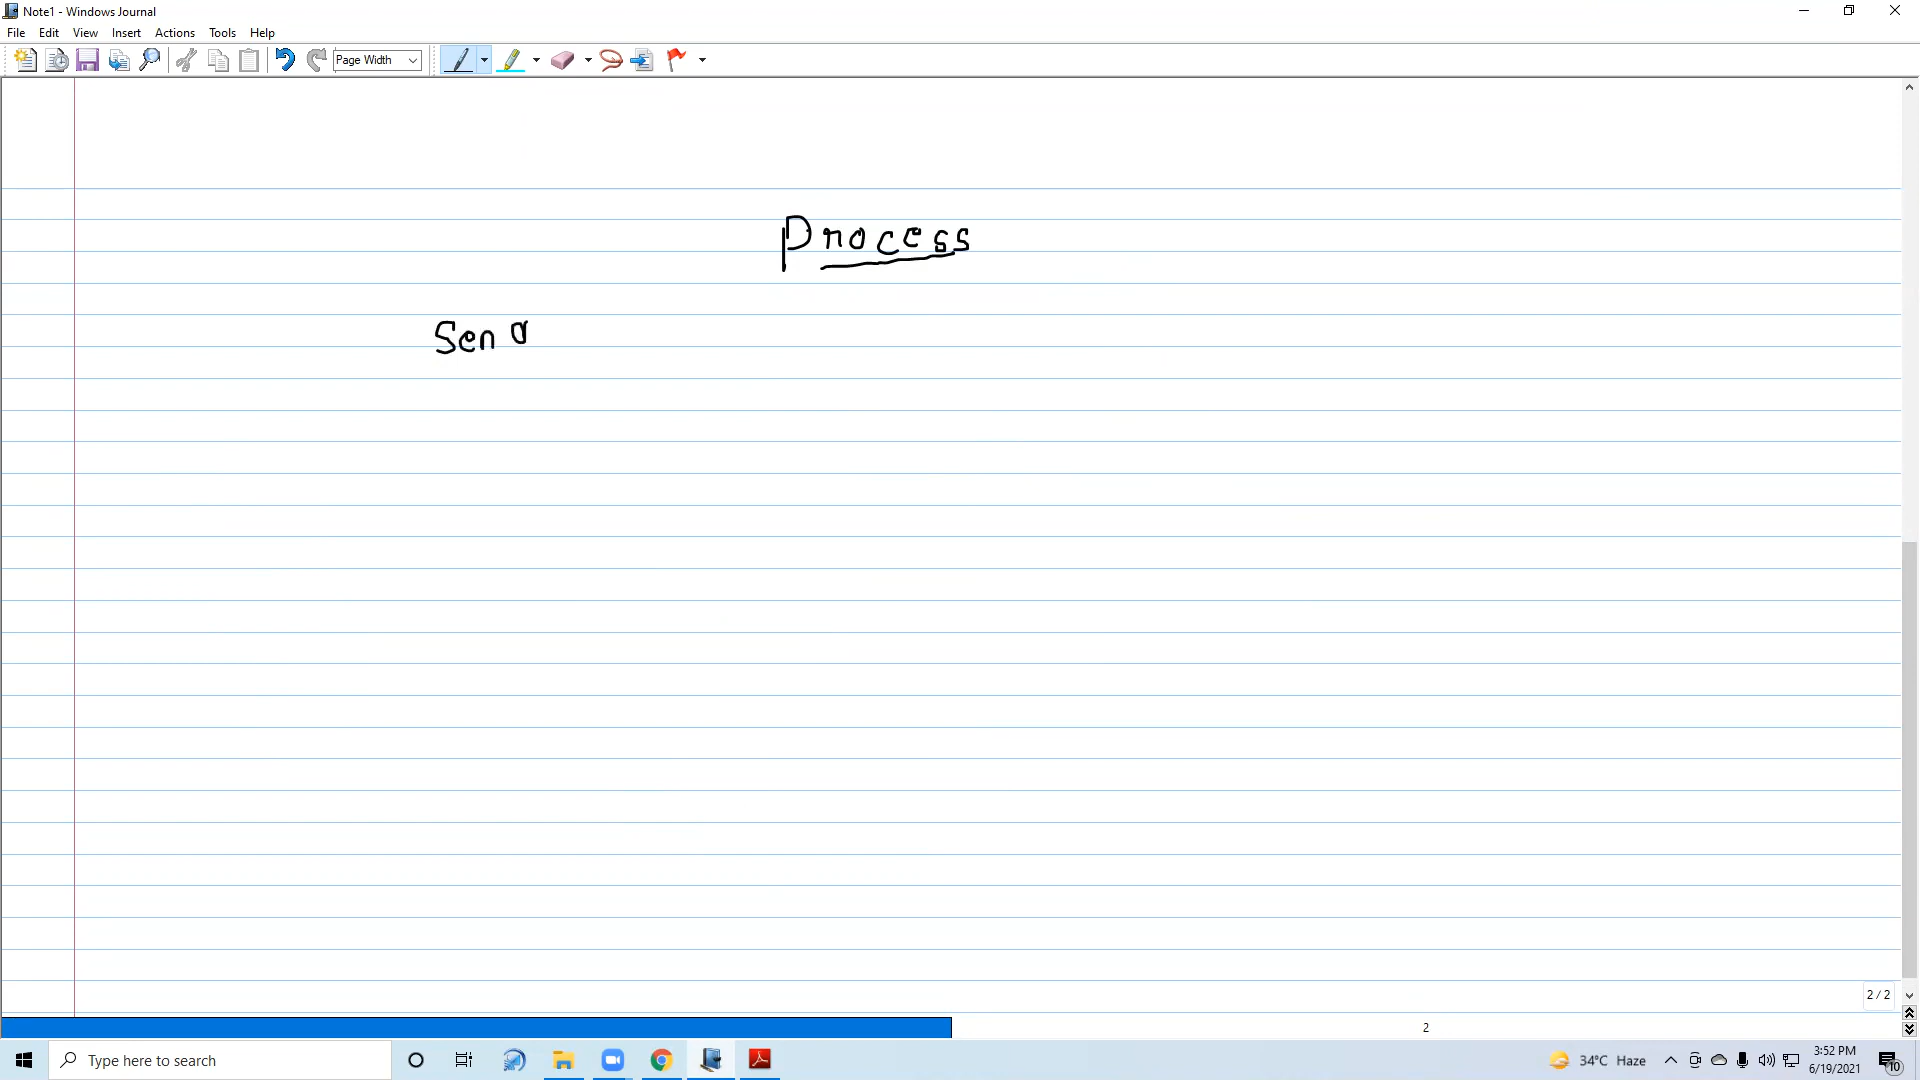 Note1 - Windows Journal
File Edit View Insert Actions Tools Help
Page Width
Process
Sen
2 / 2
2
Type here to search
34°C Haze
3:52 PM
6/19/2021
10